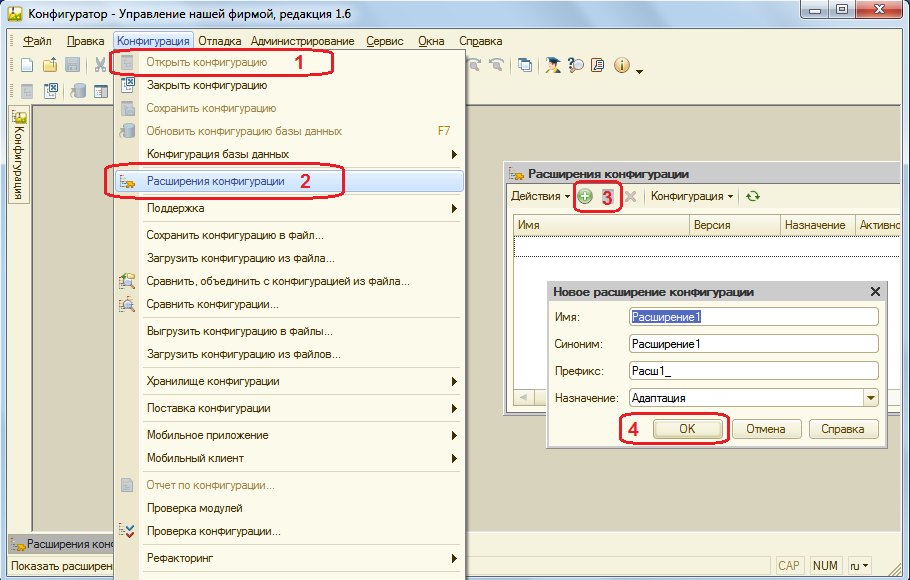 Конфигуратор - Управление нашей фирмой, редакция 1.6
Файл Правка Конфигурация Отладка Администрирование Сервис Окна Справка
Открыть конфигурацию 1
Закрыть конфигурацию
Сохранить конфигурацию
Обновить конфигурацию базы данных F7
Конфигурация базы данных
Расширения конфигурации 2
Поддержка
Сохранить конфигурацию в файл...
Загрузить конфигурацию из файла...
Сравнить, объединить с конфигурацией из файла...
Сравнить конфигурации...
Выгрузить конфигурацию в файлы...
Загрузить конфигурацию из файлов...
Хранилище конфигурации
Поставка конфигурации
Мобильное приложение
Мобильный клиент
Отчет по конфигурации...
Проверка модулей
Проверка конфигурации...
Рефакторинг
Конфигурация
Расширения конфигурации
Действия 3 Конфигурация
Имя Версия Назначение Активно
Новое расширение конфигурации
Имя: Расширение1
Синоним: Расширение1
Префикс: Расш1_
Назначение: Адаптация
4 OK Отмена Справка
Расширения конф
Показать расширен CAP NUM ru